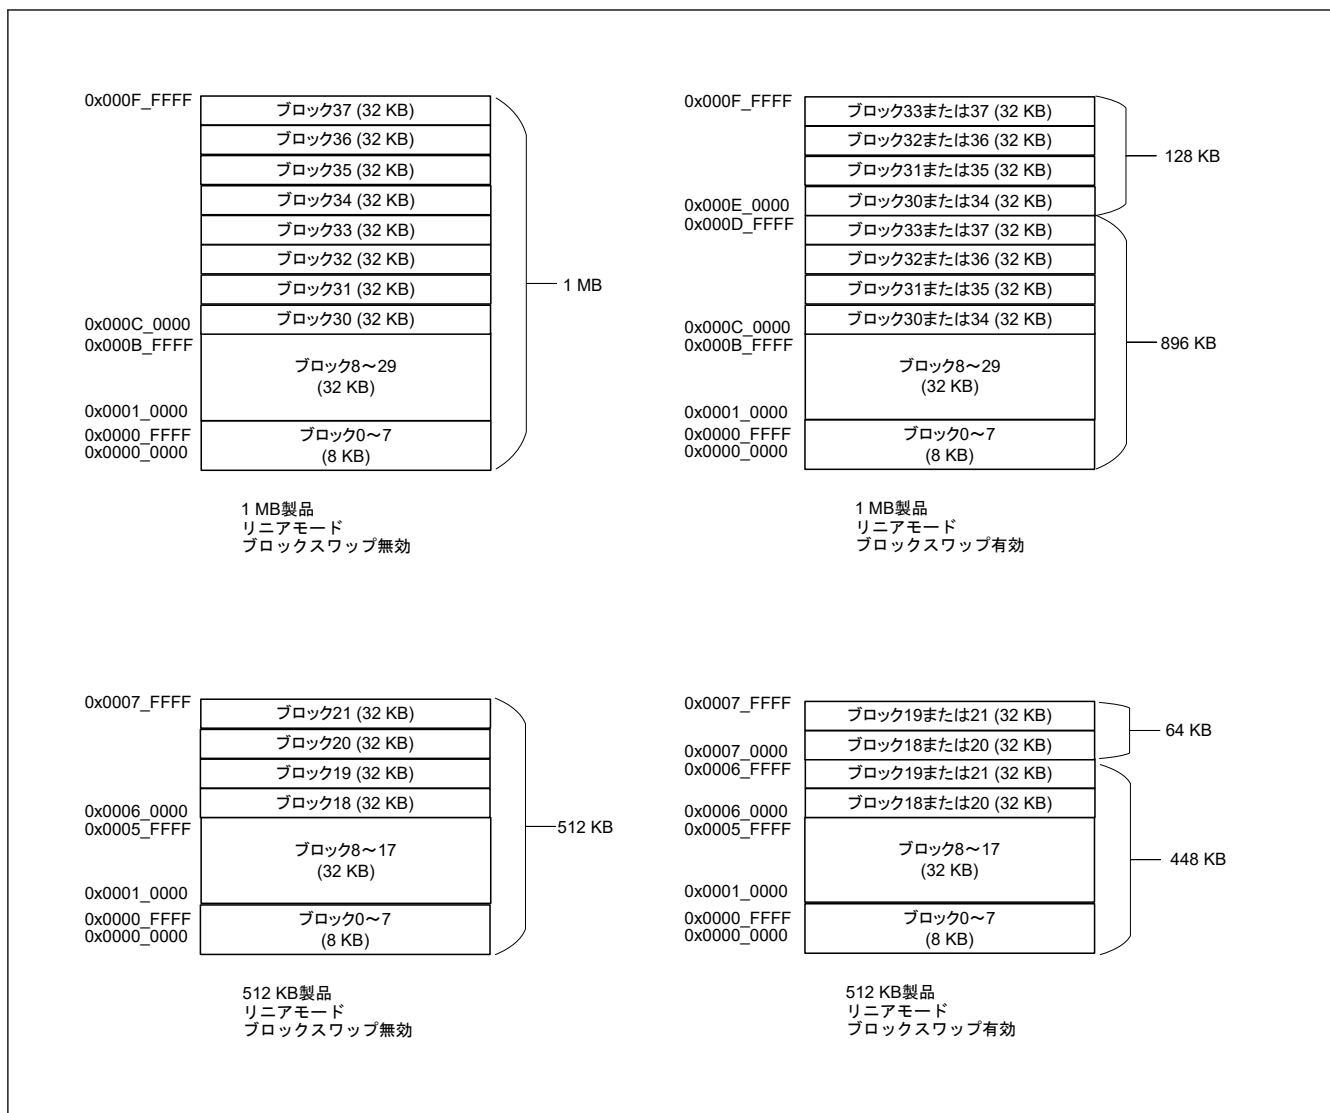 0x000F_FFFF
ブロック37 (32 KB)
ブロック36 (32 KB)
ブロック35 (32 KB)
ブロック34 (32 KB)
ブロック33 (32 KB)
ブロック32 (32 KB)
ブロック31 (32 KB)
ブロック30 (32 KB)
0x000C_0000
0x000B_FFFF
ブロック8～29
(32 KB)
0x0001_0000
0x0000_FFFF
0x0000_0000
ブロック0～7
(8 KB)
1 MB
1 MB製品
リニアモード
ブロックスワップ無効
0x000F_FFFF
ブロック33または37 (32 KB)
ブロック32または36 (32 KB)
ブロック31または35 (32 KB)
ブロック30または34 (32 KB)
128 KB
0x000E_0000
0x000D_FFFF
ブロック33または37 (32 KB)
ブロック32または36 (32 KB)
ブロック31または35 (32 KB)
ブロック30または34 (32 KB)
0x000C_0000
0x000B_FFFF
ブロック8～29
(32 KB)
0x0001_0000
0x0000_FFFF
0x0000_0000
ブロック0～7
(8 KB)
896 KB
1 MB製品
リニアモード
ブロックスワップ有効
0x0007_FFFF
ブロック21 (32 KB)
ブロック20 (32 KB)
ブロック19 (32 KB)
ブロック18 (32 KB)
0x0006_0000
0x0005_FFFF
ブロック8～17
(32 KB)
0x0001_0000
0x0000_FFFF
0x0000_0000
ブロック0～7
(8 KB)
512 KB
512 KB製品
リニアモード
ブロックスワップ無効
0x0007_FFFF
ブロック19または21 (32 KB)
ブロック18または20 (32 KB)
64 KB
0x0007_0000
0x0006_FFFF
ブロック19または21 (32 KB)
ブロック18または20 (32 KB)
0x0006_0000
0x0005_FFFF
ブロック8～17
(32 KB)
0x0001_0000
0x0000_FFFF
0x0000_0000
ブロック0～7
(8 KB)
448 KB
512 KB製品
リニアモード
ブロックスワップ有効